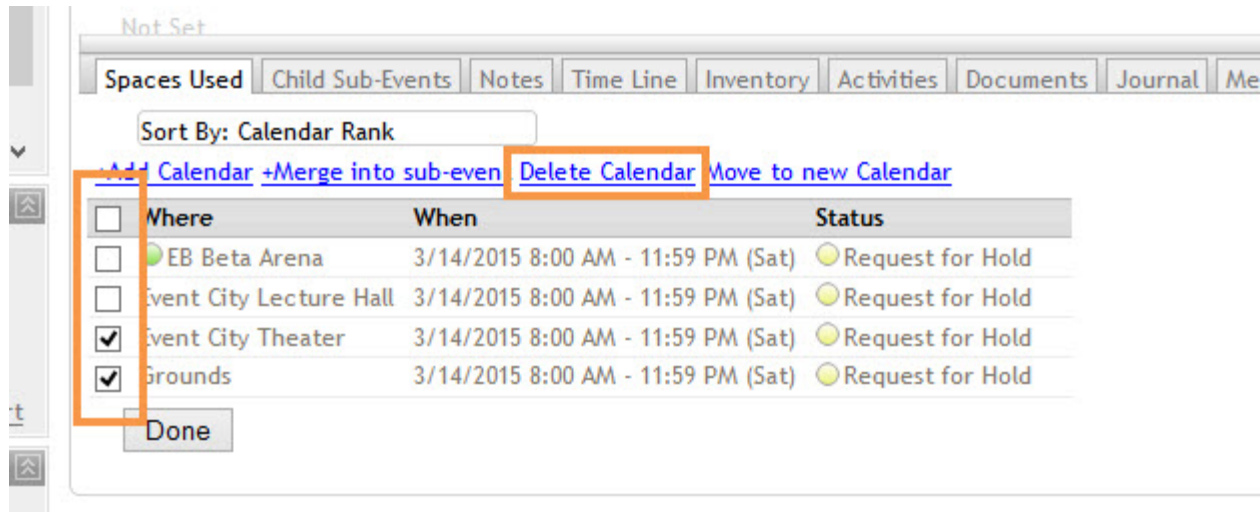 Not Set
Spaces Used Child Sub-Events Notes Time Line Inventory Activities Documents Journal Me
Sort By: Calendar Rank
+Add Calendar +Merge into sub-even Delete Calendar Move to new Calendar
Where When Status
EB Beta Arena 3/14/2015 8:00 AM - 11:59 PM (Sat) Request for Hold
Event City Lecture Hall 3/14/2015 8:00 AM - 11:59 PM (Sat) Request for Hold
Event City Theater 3/14/2015 8:00 AM - 11:59 PM (Sat) Request for Hold
Grounds 3/14/2015 8:00 AM - 11:59 PM (Sat) Request for Hold
Done